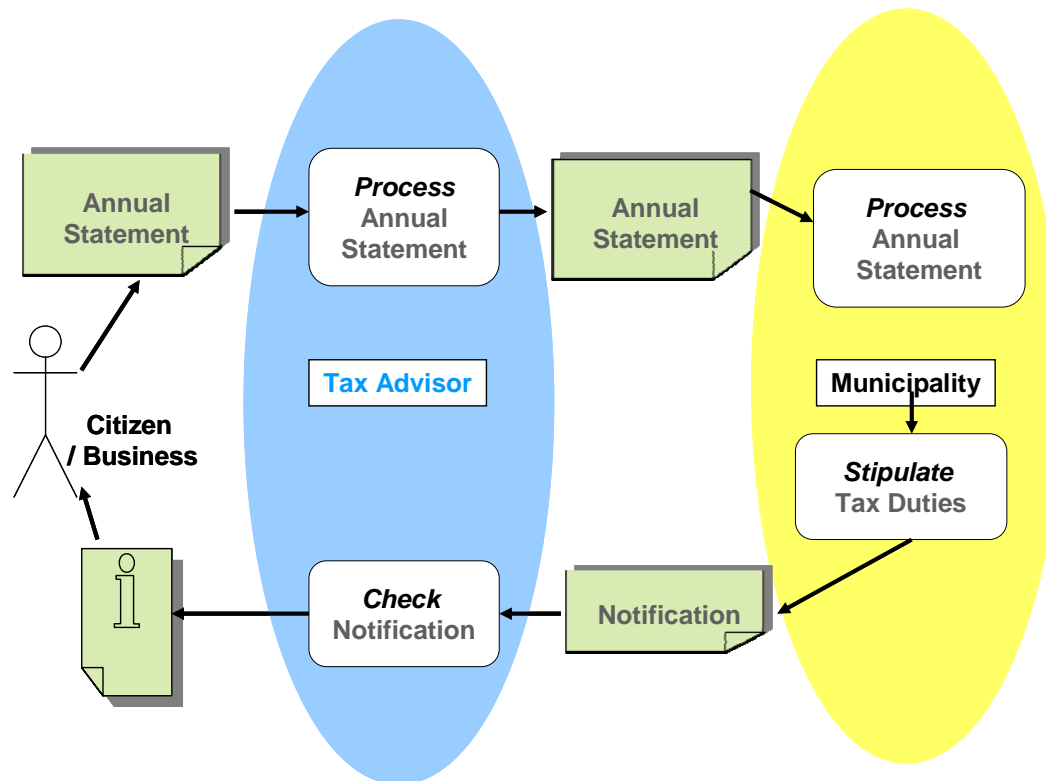 Annual
Statement
Process
Annual
Statement
Annual
Statement
Process
Annual
Statement
Citizen
/ Business
Tax Advisor
Municipality
Stipulate
Tax Duties
i
Check
Notification
Notification